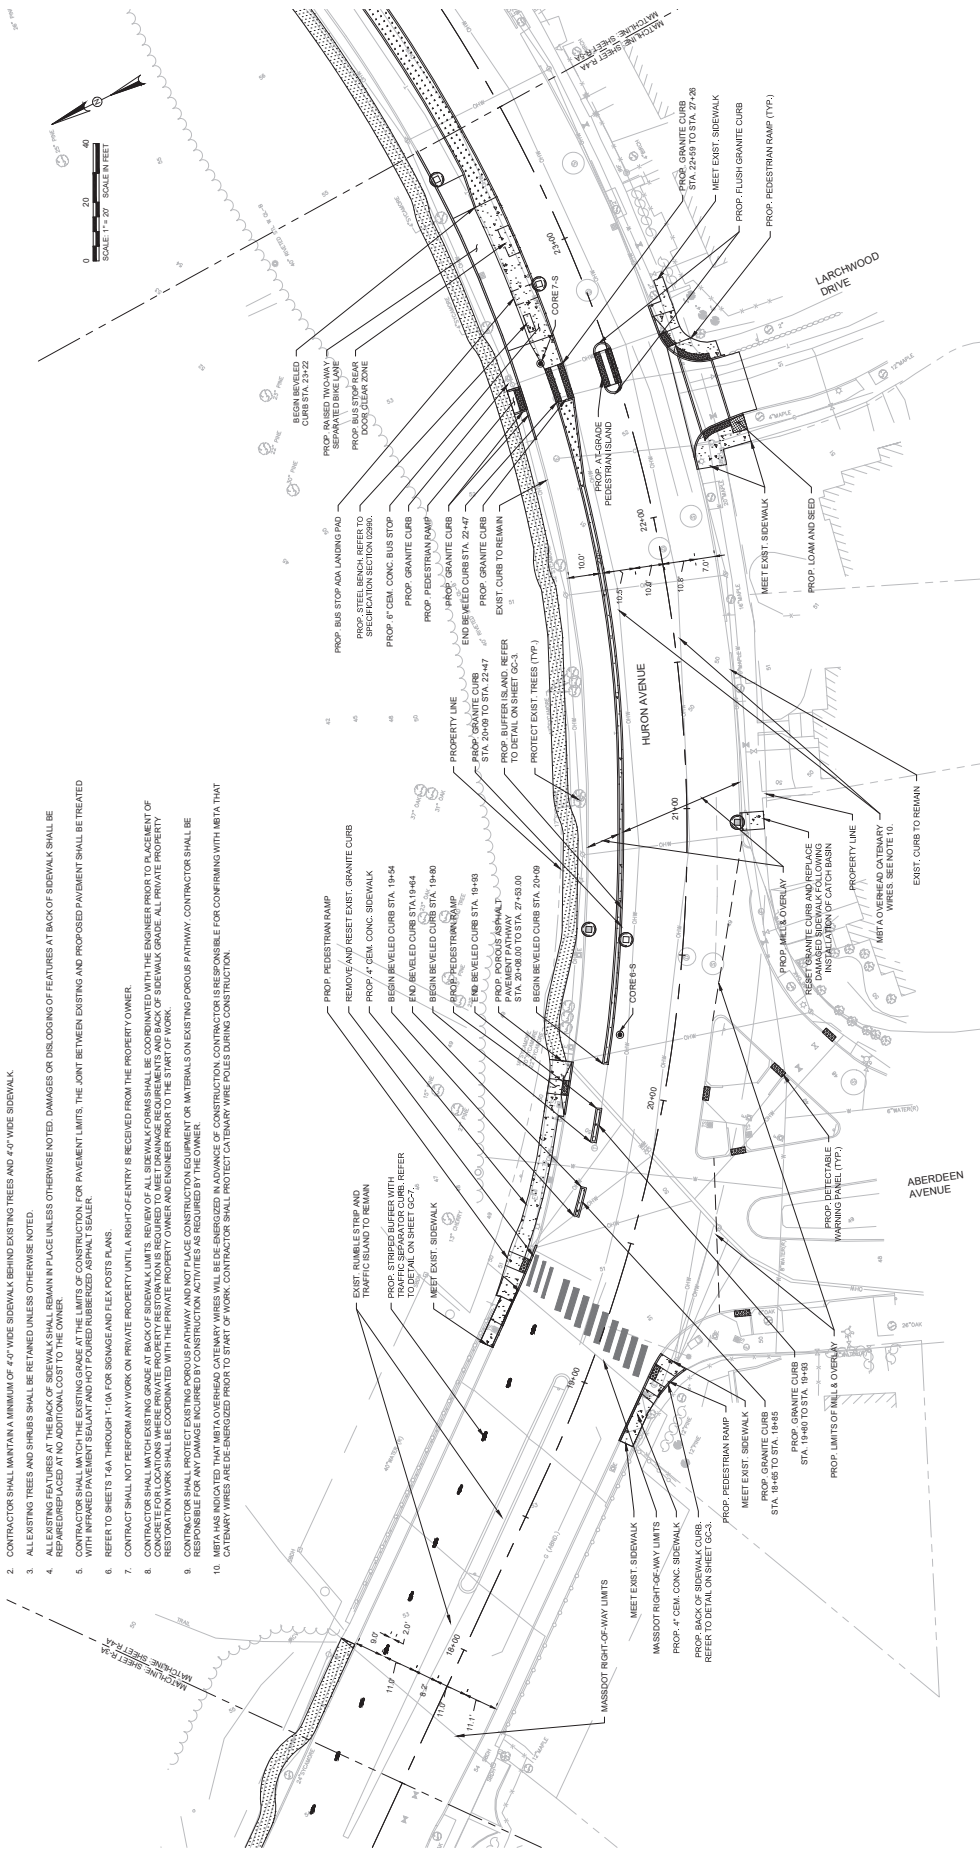 2. CONTRACTOR SHALL MAINTAIN A MINIMUM OF 4'-0" WIDE SIDEWALK BEHIND EXISTING TREES AND 4'-0" WIDE SIDEWALK.
3. ALL EXISTING TREES AND SHRUBS SHALL BE RETAINED UNLESS OTHERWISE NOTED.
4. ALL EXISTING FEATURES AT THE BACK OF SIDEWALK SHALL REMAIN IN PLACE UNLESS OTHERWISE NOTED. DAMAGES OR DISLODGING OF FEATURES AT BACK OF SIDEWALK SHALL BE
REPAIRED/REPLACED AT NO ADDITIONAL COST TO THE OWNER.
5. CONTRACTOR SHALL MATCH THE EXISTING GRADE AT THE LIMITS OF CONSTRUCTION. FOR PAVEMENT LIMITS, THE JOINT BETWEEN EXISTING AND PROPOSED PAVEMENT SHALL BE TREATED
WITH INFRARED PAVEMENT SEALANT AND HOT POURED RUBBERIZED ASPHALT SEALER.
6. REFER TO SHEETS T-6A THROUGH T-10A FOR SIGNAGE AND FLEX POSTS PLANS.
7. CONTRACT SHALL NOT PERFORM ANY WORK ON PRIVATE PROPERTY UNTIL A RIGHT-OF-ENTRY IS RECEIVED FROM THE PROPERTY OWNER.
8. CONTRACTOR SHALL MATCH EXISTING GRADE AT BACK OF SIDEWALK LIMITS. REVIEW OF ALL SIDEWALK FORMS SHALL BE COORDINATED WITH THE ENGINEER PRIOR TO PLACEMENT OF
CONCRETE FOR LOCATIONS WHERE PRIVATE PROPERTY RESTORATION IS REQUIRED TO MEET DRAINAGE REQUIREMENTS AND BACK OF SIDEWALK GRADE. ALL PRIVATE PROPERTY
RESTORATION WORK SHALL BE COORDINATED WITH THE PRIVATE PROPERTY OWNER AND ENGINEER PRIOR TO THE START OF WORK.
9. CONTRACTOR SHALL PROTECT EXISTING POROUS PATHWAY AND NOT PLACE CONSTRUCTION EQUIPMENT OR MATERIALS ON EXISTING POROUS PATHWAY. CONTRACTOR SHALL BE
RESPONSIBLE FOR ANY DAMAGE INCURRED BY CONSTRUCTION ACTIVITIES AS REQUIRED BY THE OWNER.
10. MBTA HAS INDICATED THAT MBTA OVERHEAD CATENARY WIRES WILL BE DE-ENERGIZED IN ADVANCE OF CONSTRUCTION. CONTRACTOR IS RESPONSIBLE FOR CONFIRMING WITH MBTA THAT
CATENARY WIRES ARE DE-ENERGIZED PRIOR TO START OF WORK. CONTRACTOR SHALL PROTECT CATENARY WIRE POLES DURING CONSTRUCTION.
0 20 40
SCALE: 1" = 20' SCALE IN FEET
MATCHLINE: SHEET R-3A
MATCHLINE: SHEET R-4A
MATCHLINE: SHEET R-4A
MATCHLINE: SHEET R-5A
EXIST. RUMBLE STRIP AND
TRAFFIC ISLAND TO REMAIN
PROP. STRIPED BUFFER WITH
TRAFFIC SEPARATOR CURB. REFER
TO DETAIL ON SHEET GC-7.
MEET EXIST. SIDEWALK
PROP. PEDESTRIAN RAMP
REMOVE AND RESET EXIST. GRANITE CURB
PROP. 4" CEM. CONC. SIDEWALK
BEGIN BEVELED CURB STA. 19+54
END BEVELED CURB STA. 19+64
BEGIN BEVELED CURB STA. 19+80
PROP. PEDESTRIAN RAMP
END BEVELED CURB STA. 19+93
PROP. POROUS ASPHALT
PAVEMENT PATHWAY
STA. 20+08.00 TO STA. 27+53.00
BEGIN BEVELED CURB STA. 20+09
PROPERTY LINE
PROP. GRANITE CURB
STA. 20+09 TO STA. 22+47
PROP. BUFFER ISLAND. REFER
TO DETAIL ON SHEET GC-3.
PROTECT EXIST. TREES (TYP.)
BEGIN BEVELED
CURB STA. 23+22
PROP. RAISED TWO-WAY
SEPARATED BIKE LANE
PROP. BUS STOP REAR
DOOR CLEAR ZONE
PROP. BUS STOP ADA LANDING PAD
PROP. STEEL BENCH. REFER TO
SPECIFICATION SECTION 02990.
PROP. 6" CEM. CONC. BUS STOP
PROP. GRANITE CURB
PROP. PEDESTRIAN RAMP
PROP. GRANITE CURB
END BEVELED CURB STA. 22+47
PROP. GRANITE CURB
EXIST. CURB TO REMAIN
CORE 7-S
CORE 6-S
PROP. AT-GRADE
PEDESTRIAN ISLAND
HURON AVENUE
LARCHWOOD
DRIVE
ABERDEEN
AVENUE
18+00
19+00
20+00
21+00
22+00
23+00
9.0'
2.0'
11.0'
8.2'
11.0'
11.1'
10.0'
10.5'
10.0'
10.8'
7.0'
PROP. GRANITE CURB
STA. 22+59 TO STA. 27+26
MEET EXIST. SIDEWALK
PROP. FLUSH GRANITE CURB
PROP. PEDESTRIAN RAMP (TYP.)
MEET EXIST. SIDEWALK
PROP. LOAM AND SEED
PROP. MILL & OVERLAY
RESET GRANITE CURB AND REPLACE
DAMAGED SIDEWALK FOLLOWING
INSTALLATION OF CATCH BASIN
PROPERTY LINE
MBTA OVERHEAD CATENARY
WIRES. SEE NOTE 10.
EXIST. CURB TO REMAIN
PROP. DETECTABLE
WARNING PANEL (TYP.)
MASSDOT RIGHT-OF-WAY LIMITS
MEET EXIST. SIDEWALK
MASSDOT RIGHT-OF-WAY LIMITS
PROP. 4" CEM. CONC. SIDEWALK
PROP. BACK OF SIDEWALK CURB.
REFER TO DETAIL ON SHEET GC-3.
PROP. PEDESTRIAN RAMP
MEET EXIST. SIDEWALK
PROP. GRANITE CURB
STA. 18+65 TO STA. 18+85
PROP. GRANITE CURB
STA. 19+80 TO STA. 19+93
PROP. LIMITS OF MILL & OVERLAY